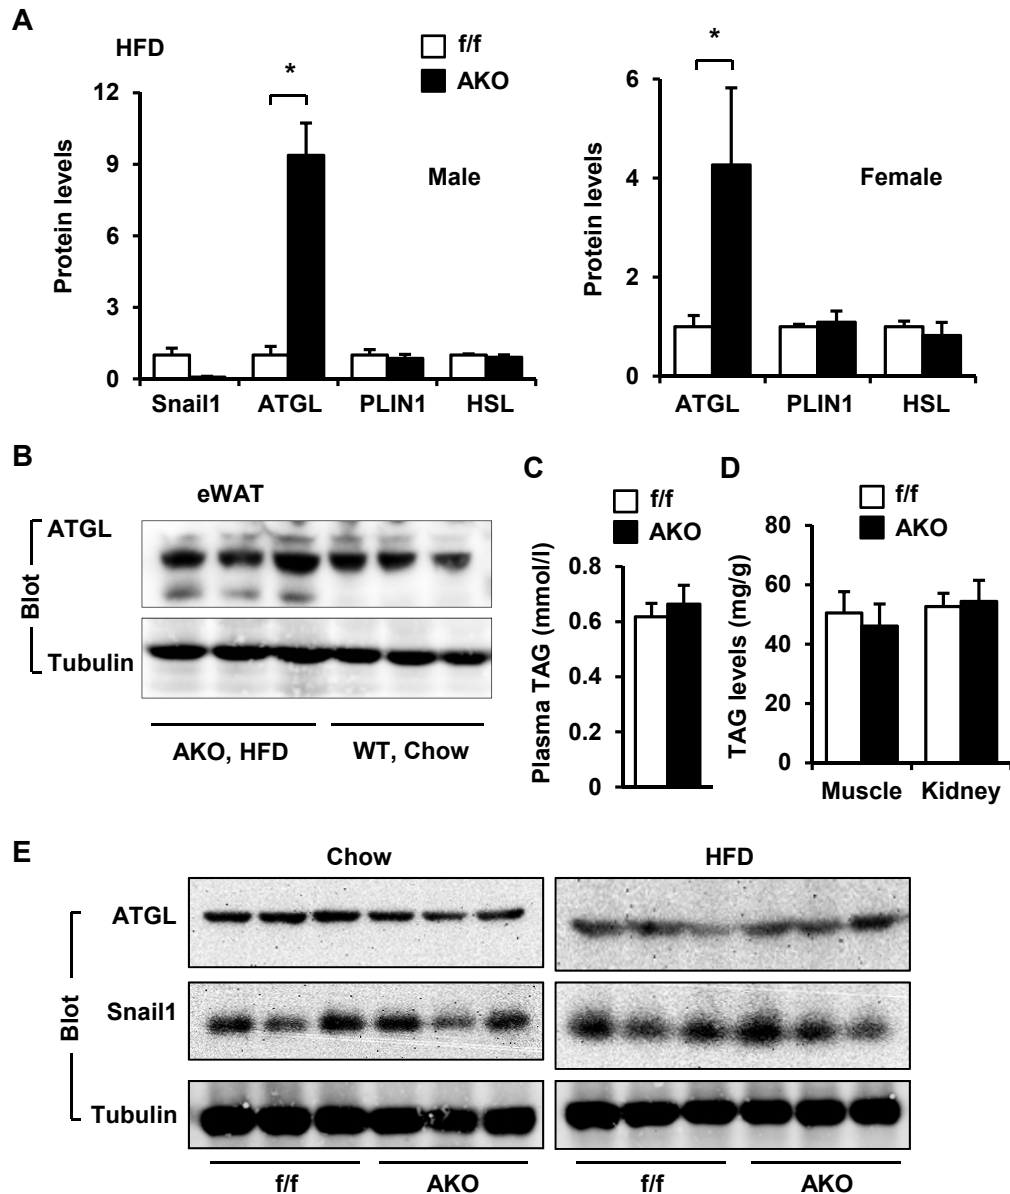 A
HFD
f/f
AKO
*
*
12
9
6
3
0
Protein levels
Male
Snail1 ATGL PLIN1 HSL
6
4
2
0
Protein levels
Female
ATGL PLIN1 HSL
B
eWAT
ATGL
Blot
Tubulin
AKO, HFD WT, Chow
C
f/f
AKO
Plasma TAG (mmol/l)
0.8
0.6
0.4
0.2
0
D
f/f
AKO
TAG levels (mg/g)
80
60
40
20
0
Muscle Kidney
E
Chow HFD
ATGL
Snail1
Blot
Tubulin
f/f AKO f/f AKO